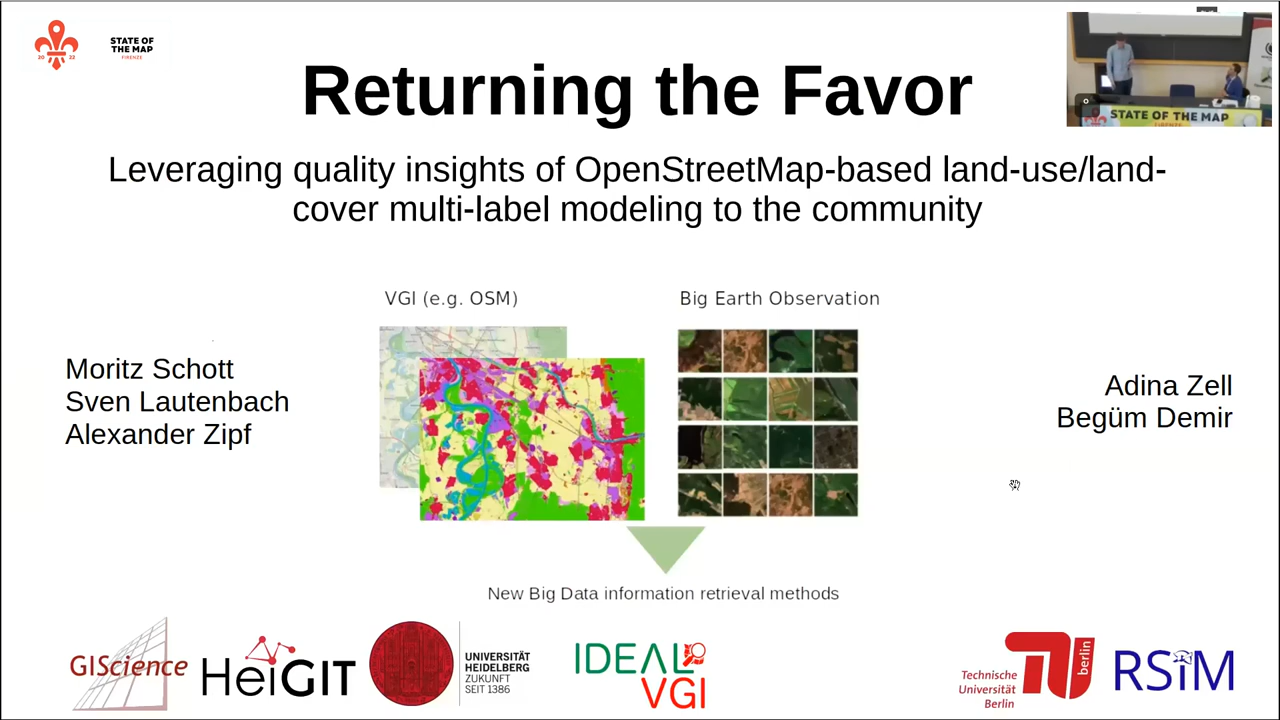 20 22
STATE OF
THE MAP
FIRENZE
Returning the Favor
STATE OF THE MAP
FIRENZE
Leveraging quality insights of OpenStreetMap-based land-use/land-
cover multi-label modeling to the community
VGI (e.g. OSM)
Big Earth Observation
Moritz Schott
Sven Lautenbach
Alexander Zipf
Adina Zell
Begüm Demir
New Big Data information retrieval methods
GIScience
HeiGIT
UNIVERSITÄT
HEIDELBERG
ZUKUNFT
SEIT 1386
IDEAL
VGI
Technische
Universität
Berlin
berlin
RSiM